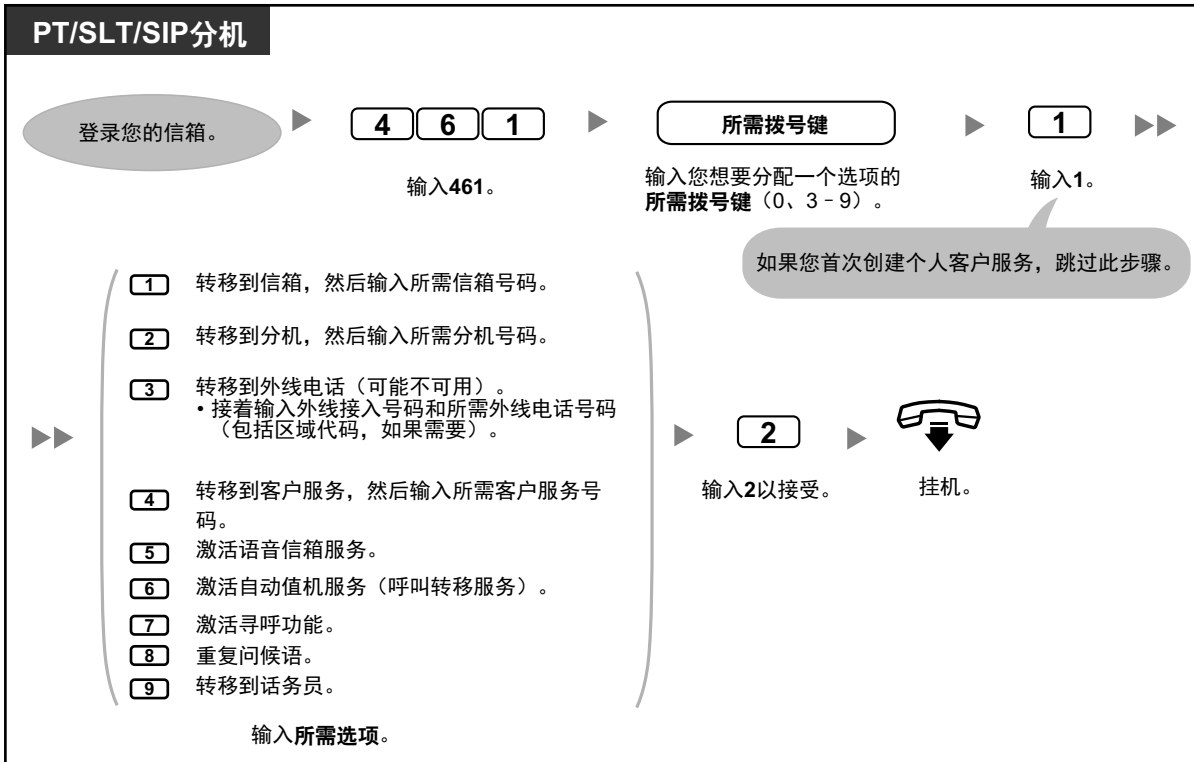 PT/SLT/SIP分机
登录您的信箱。
4 6 1
所需拨号键
1
输入461。
输入您想要分配一个选项的
所需拨号键（0、3–9）。
输入1。
如果您首次创建个人客户服务，跳过此步骤。
1 转移到信箱，然后输入所需信箱号码。
2 转移到分机，然后输入所需分机号码。
3 转移到外线电话（可能不可用）。
• 接着输入外线接入号码和所需外线电话号码
（包括区域代码，如果需要）。
4 转移到客户服务，然后输入所需客户服务号
码。
5 激活语音信箱服务。
6 激活自动值机服务（呼叫转移服务）。
7 激活寻呼功能。
8 重复问候语。
9 转移到话务员。
输入所需选项。
2
输入2以接受。
挂机。